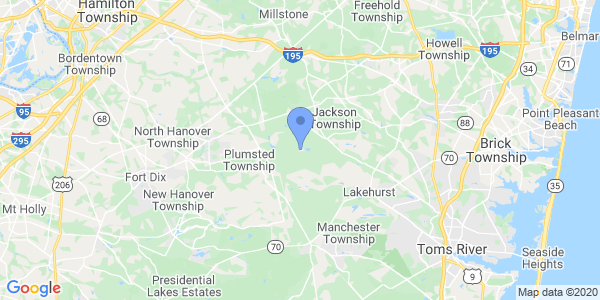 Hamilton
Township
Millstone
Freehold
Township
Belmar
Howell
Township
195
195
Bordentown
Township
34
71
95
68
88
Jackson
Township
Point Pleasant
Beach
295
North Hanover
Township
Brick
Township
70
Plumsted
Township
206
Fort Dix
35
New Hanover
Township
Lakehurst
Mt Holly
Manchester
Township
70
Toms River
Seaside
Heights
9
Presidential
Lakes Estates
Google
Map data ©2020